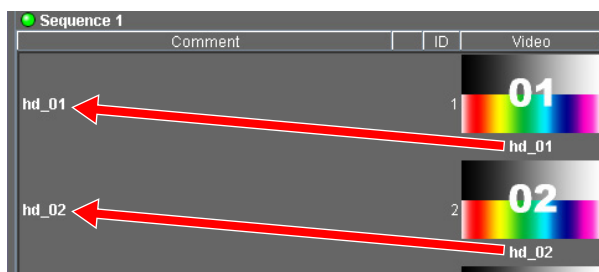 Sequence 1
Comment ID Video
hd_01 1 01
hd_01
hd_02 2 02
hd_02